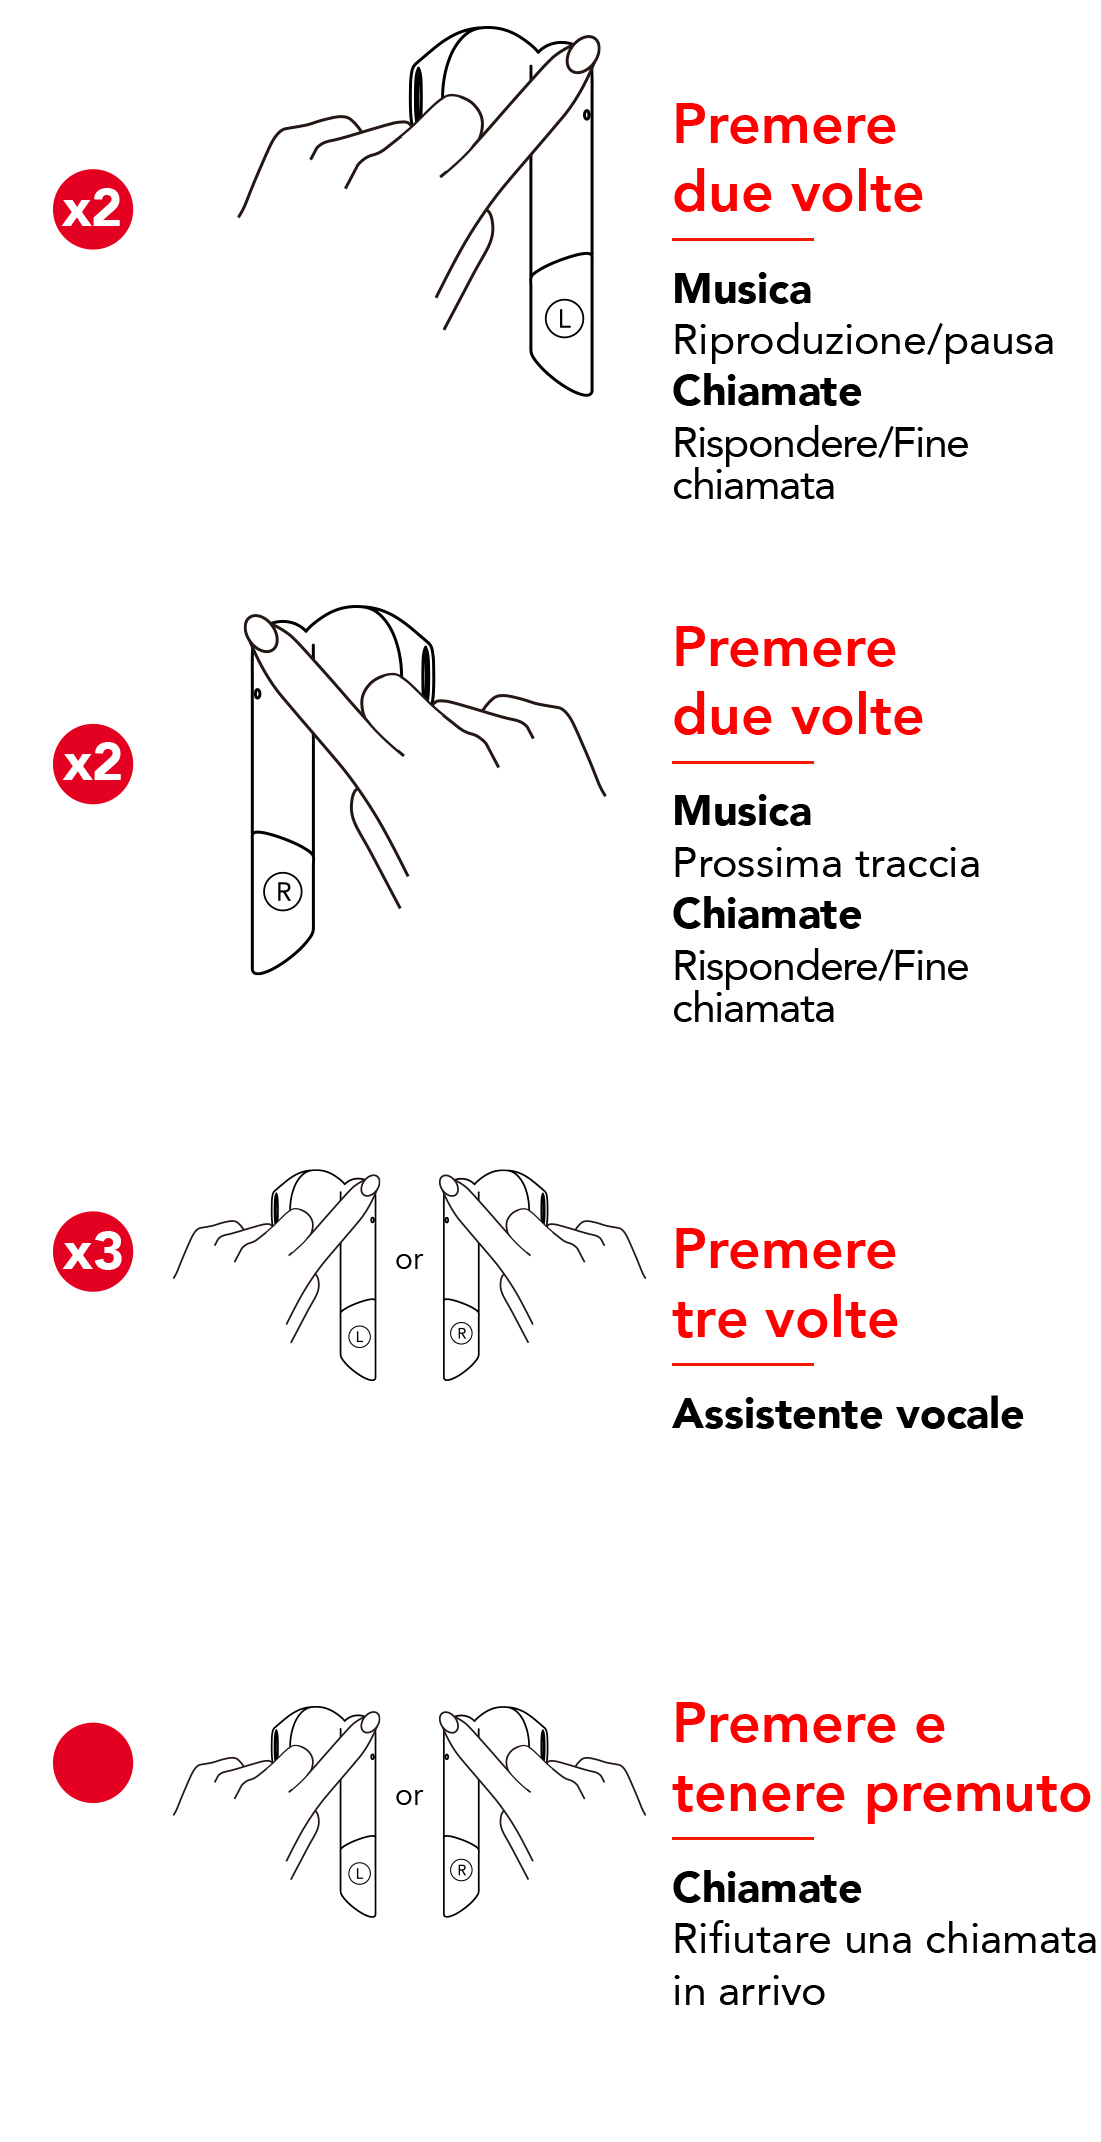 x2
L
Premere
due volte
Musica
Riproduzione/pausa
Chiamate
Rispondere/Fine
chiamata
x2
R
Premere
due volte
Musica
Prossima traccia
Chiamate
Rispondere/Fine
chiamata
x3
L
or
R
Premere
tre volte
Assistente vocale
L
or
R
Premere e
tenere premuto
Chiamate
Rifiutare una chiamata
in arrivo